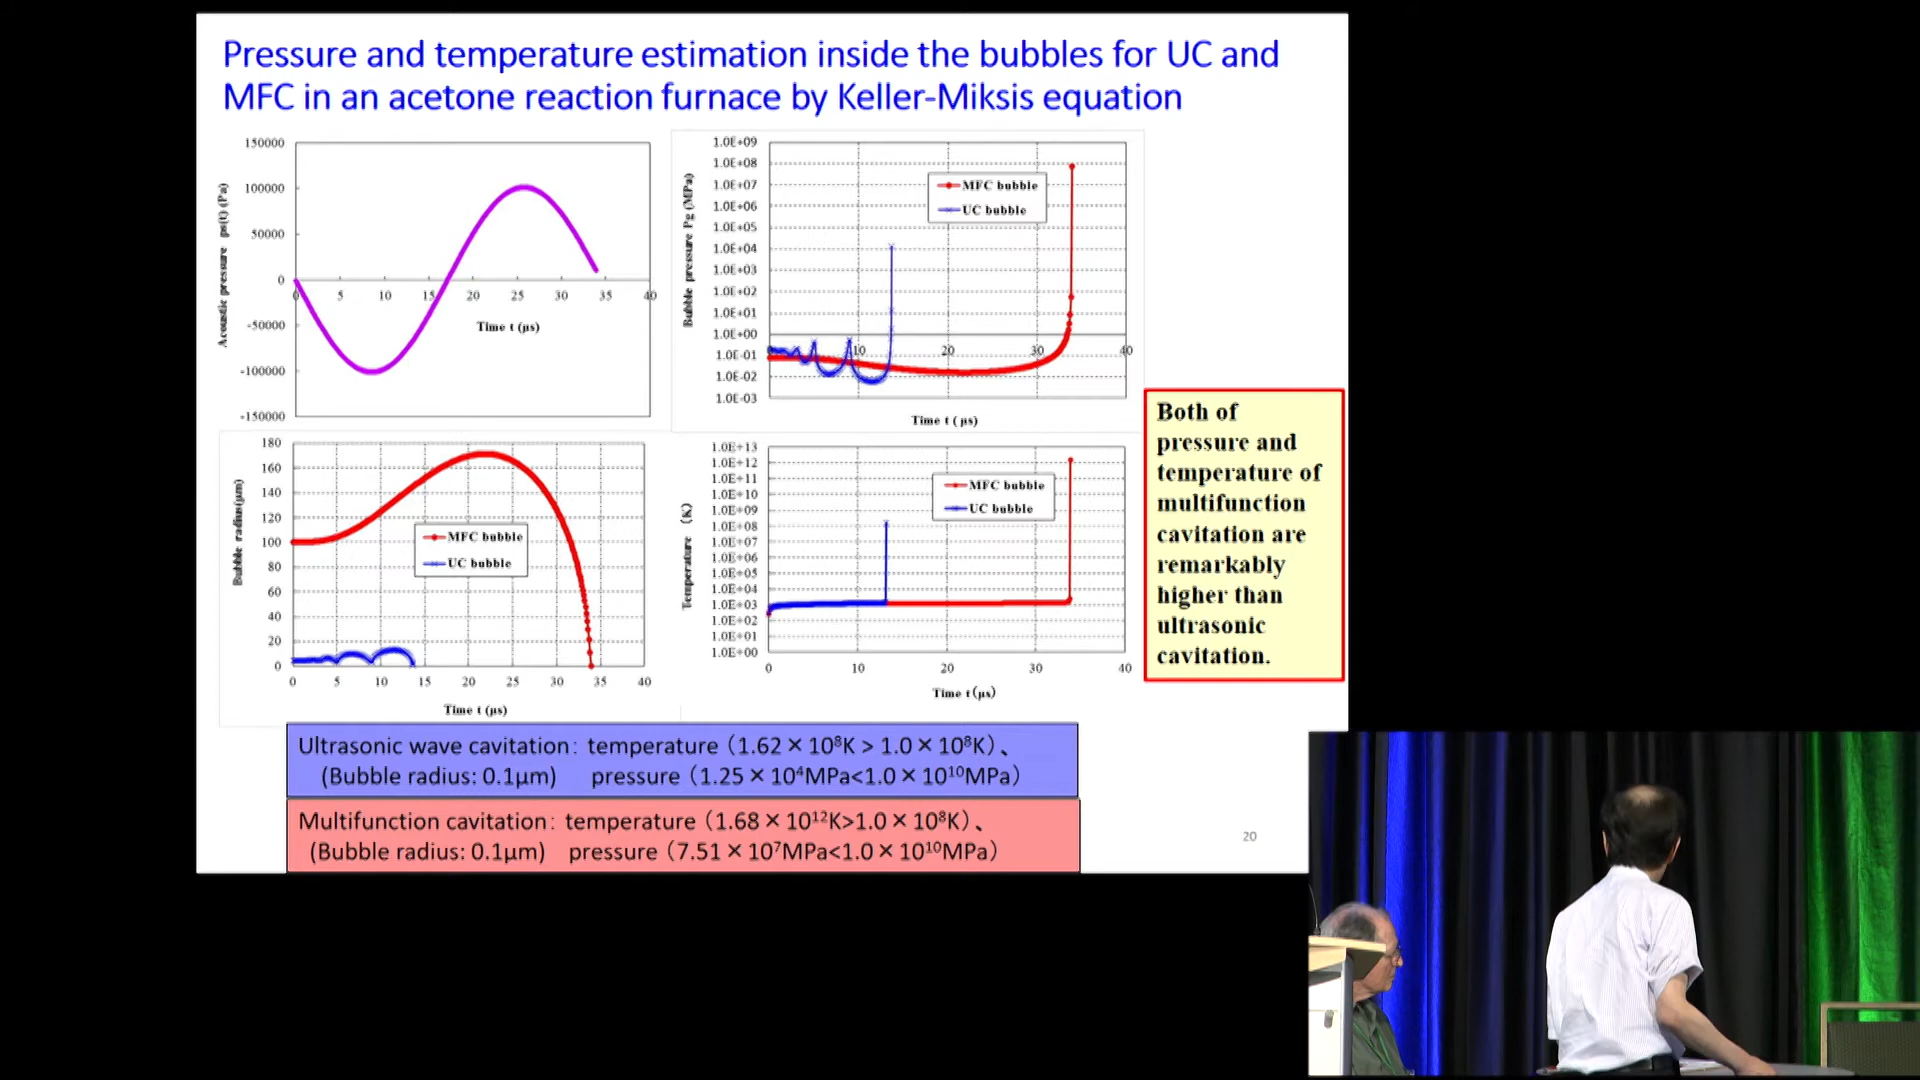 Pressure and temperature estimation inside the bubbles for UC and
MFC in an acetone reaction furnace by Keller-Miksis equation
150000
100000
50000
0
-50000
-100000
-150000
Acoustic pressure ps(t) (Pa)
0 5 10 15 20 25 30 35 40
Time t (μs)
1.0E+09
1.0E+08
1.0E+07
1.0E+06
1.0E+05
1.0E+04
1.0E+03
1.0E+02
1.0E+01
1.0E+00
1.0E-01
1.0E-02
1.0E-03
Bubble pressure Pg (MPa)
MFC bubble
UC bubble
10 20 30 40
Time t ( μs)
180
160
140
120
100
80
60
40
20
0
Bubble radius(μm)
MFC bubble
UC bubble
0 5 10 15 20 25 30 35 40
Time t (μs)
1.0E+13
1.0E+12
1.0E+11
1.0E+10
1.0E+09
1.0E+08
1.0E+07
1.0E+06
1.0E+05
1.0E+04
1.0E+03
1.0E+02
1.0E+01
1.0E+00
Temperature (K)
MFC bubble
UC bubble
0 10 20 30 40
Time t (μs)
Both of
pressure and
temperature of
multifunction
cavitation are
remarkably
higher than
ultrasonic
cavitation.
Ultrasonic wave cavitation: temperature (1.62×10⁸K > 1.0×10⁸K)、
(Bubble radius: 0.1μm) pressure (1.25×10⁴MPa<1.0×10¹⁰MPa)
Multifunction cavitation: temperature (1.68×10¹²K>1.0×10⁸K)、
(Bubble radius: 0.1μm) pressure (7.51×10⁷MPa<1.0×10¹⁰MPa)
20